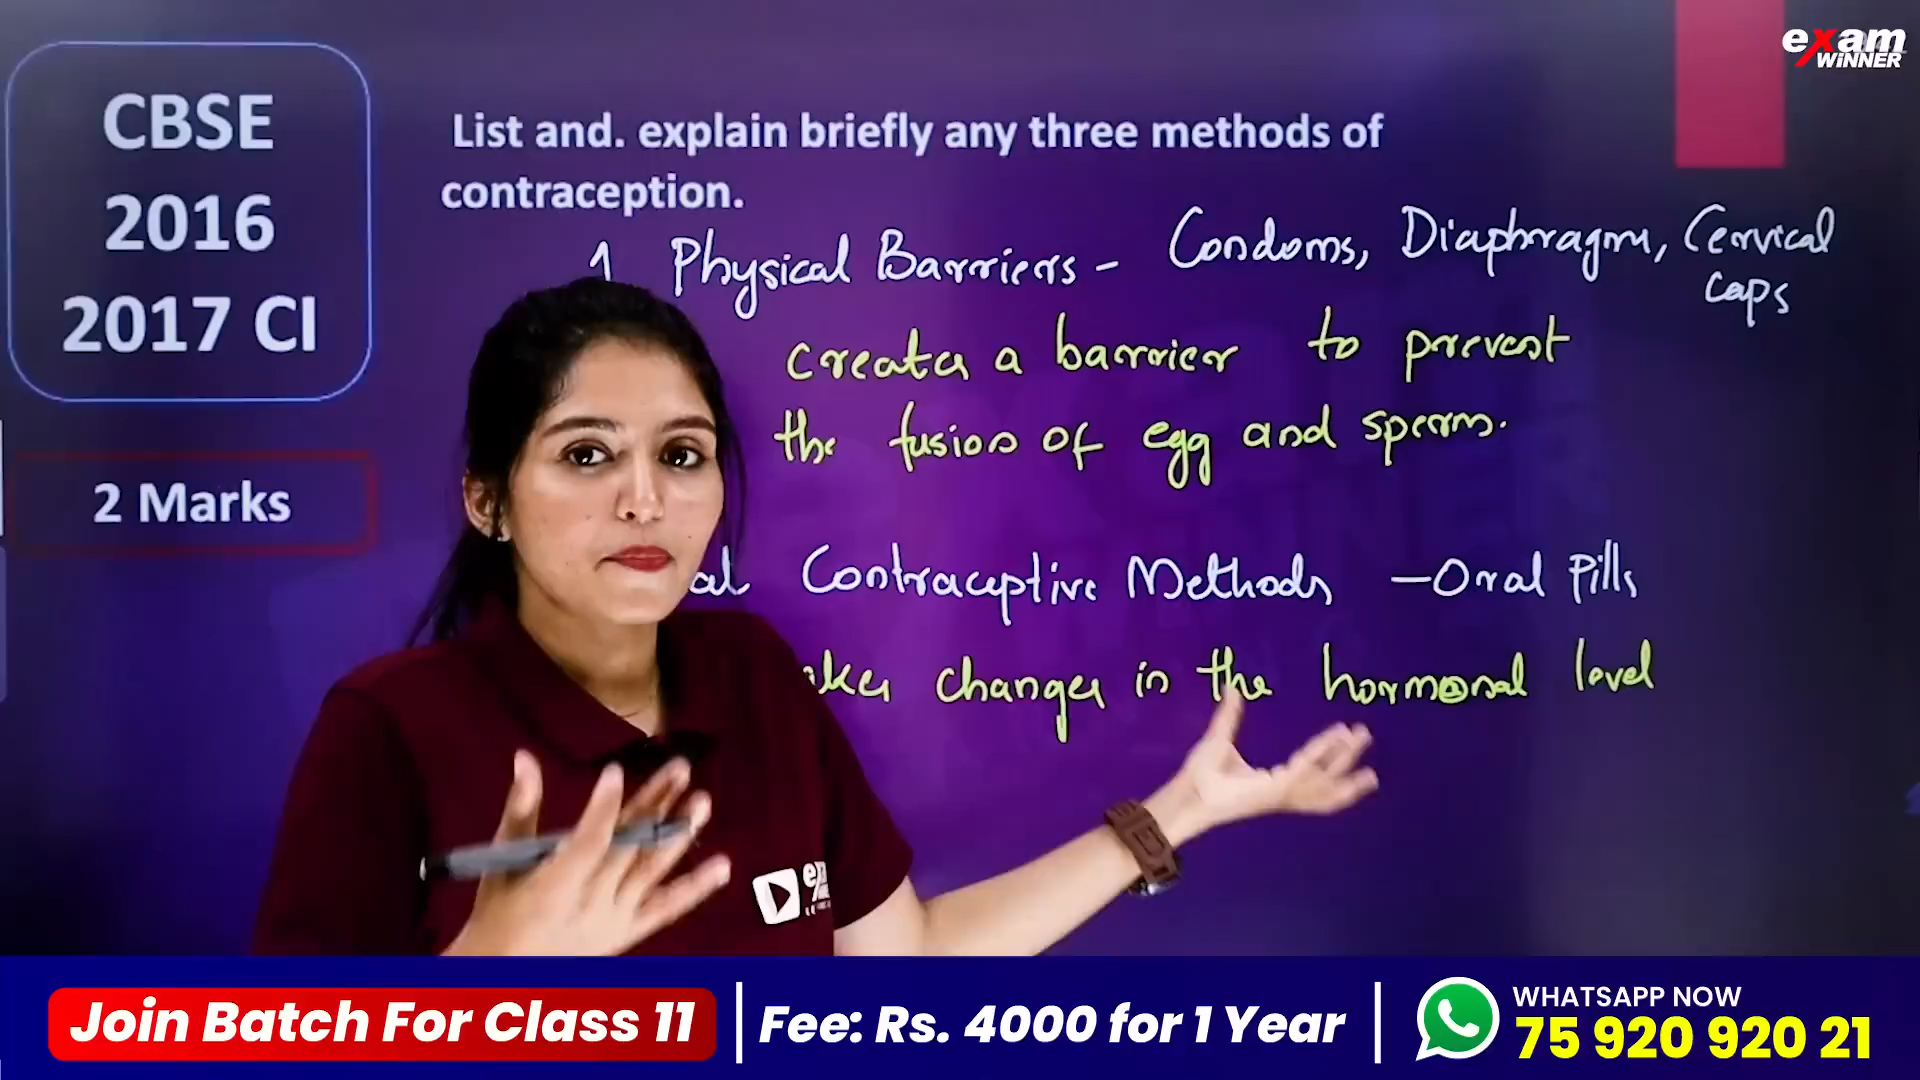 exam
WiNNER
CBSE
2016
2017 CI
2 Marks
List and. explain briefly any three methods of
contraception.
1 Physical Barriers - Condoms, Diaphragm, Cervical
caps
creates a barrier to prevent
the fusion of egg and sperm.
al Contraceptive Methods - Oral Pills
changes in the hormonal level
Join Batch For Class 11
Fee: Rs. 4000 for 1 Year
WHATSAPP NOW
75 920 920 21